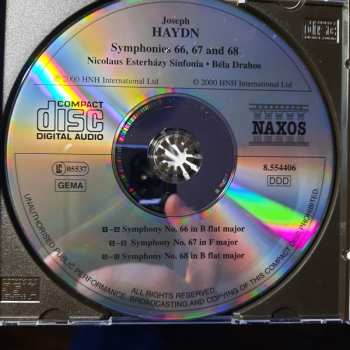 Joseph
HAYDN
Symphonies 66, 67 and 68
Nicolaus Esterházy Sinfonia • Béla Drahos
℗ 2000 HNH International Ltd
© 2000 HNH International Ltd
COMPACT
disc
DIGITAL AUDIO
NAXOS
LC 05537
GEMA
8.554406
DDD
Symphony No. 66 in B flat major
Symphony No. 67 in F major
Symphony No. 68 in B flat major
ALL RIGHTS RESERVED.
UNAUTHORISED PUBLIC PERFORMANCE, BROADCASTING AND COPYING OF THIS COMPACT DISC PROHIBITED.
disc